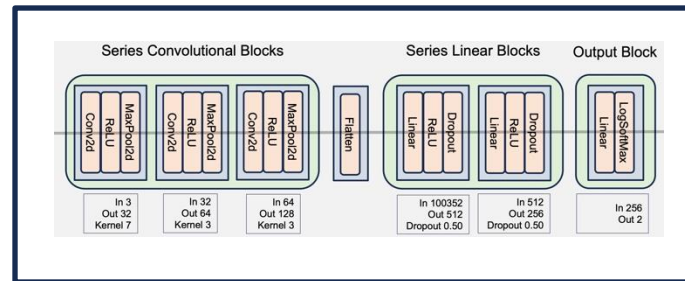 Series Convolutional Blocks
Series Linear Blocks
Output Block
Conv2d
ReLU
MaxPool2d
Conv2d
ReLU
MaxPool2d
Conv2d
ReLU
MaxPool2d
Flatten
Linear
ReLU
Dropout
Linear
ReLU
Dropout
Linear
LogSoftMax
In 3
Out 32
Kernel 7
In 32
Out 64
Kernel 3
In 64
Out 128
Kernel 3
In 100352
Out 512
Dropout 0.50
In 512
Out 256
Dropout 0.50
In 256
Out 2